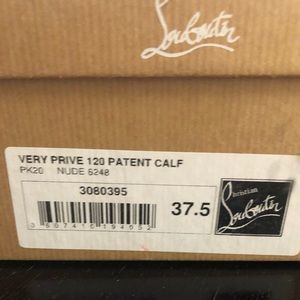 Louboutin
VERY PRIVE 120 PATENT CALF
PK20 NUDE 6248
3080395
37.5
Christian
Louboutin